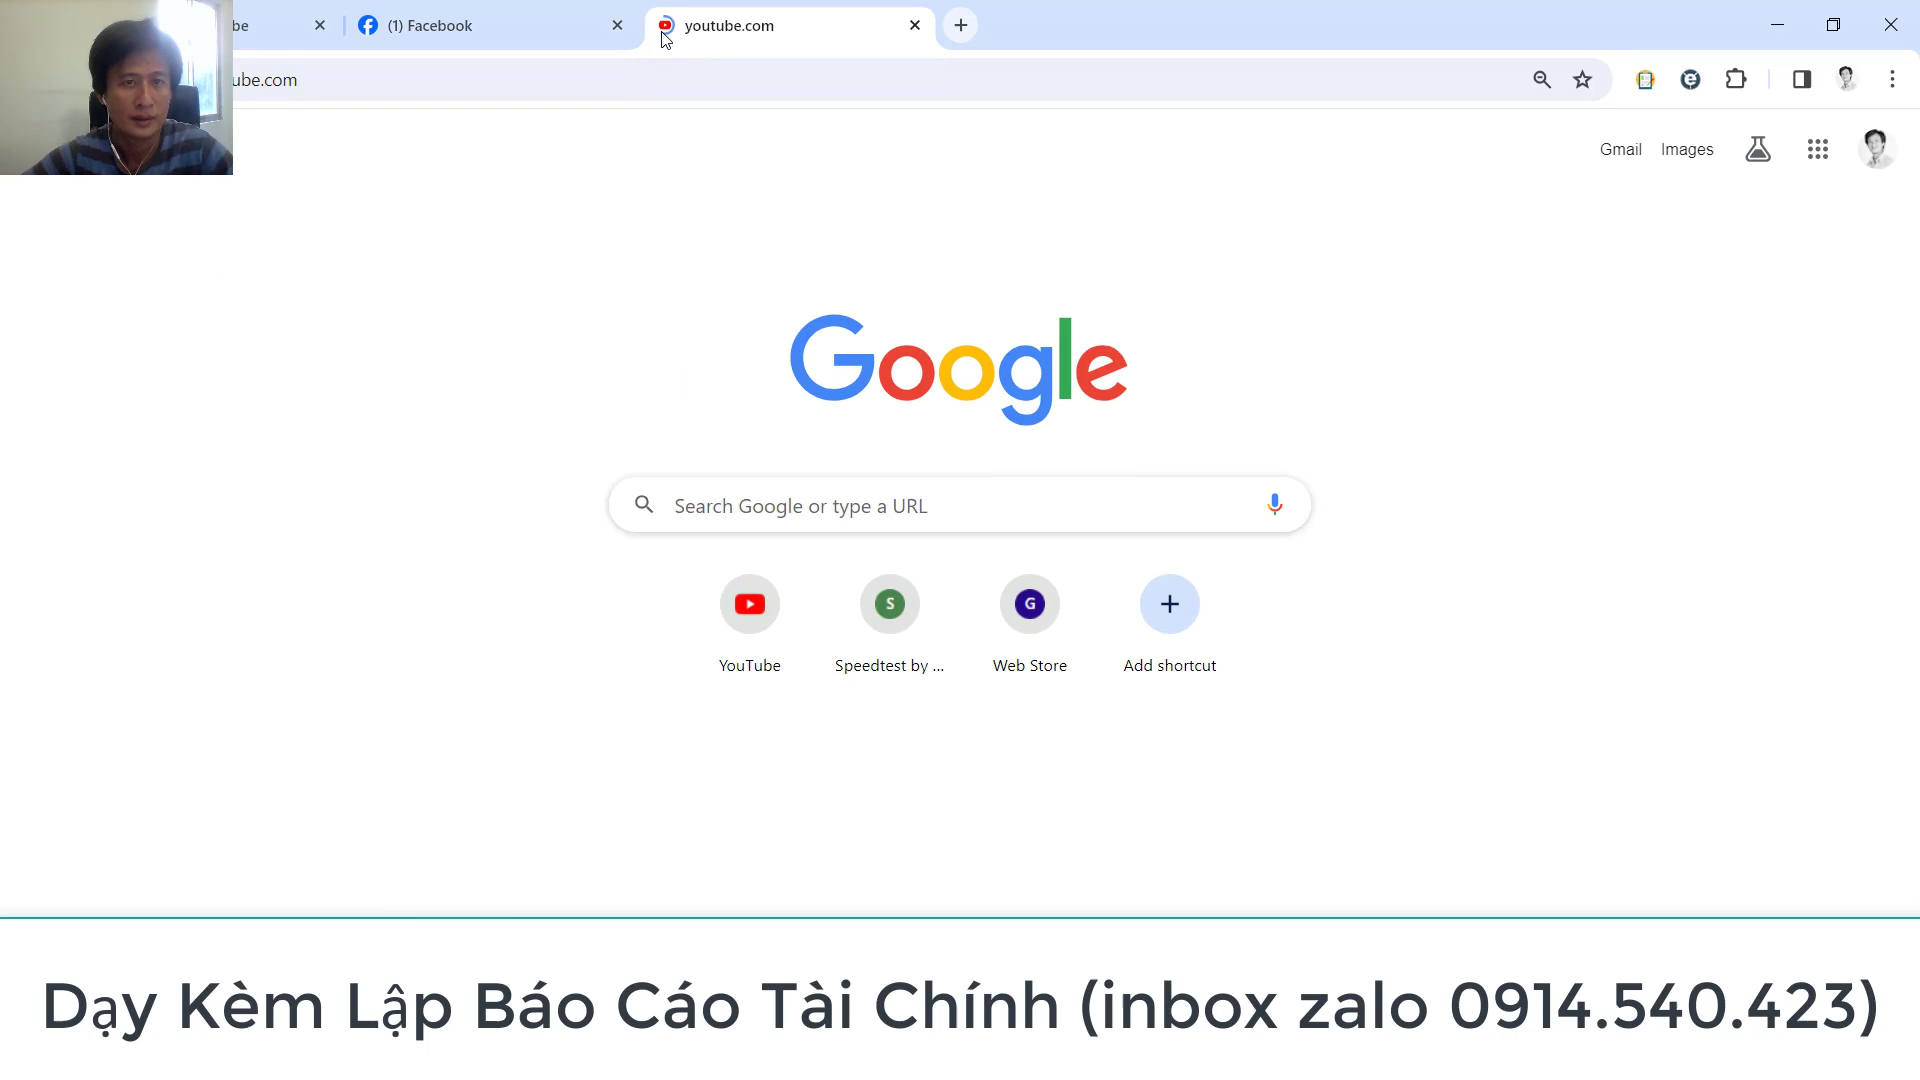 be
(1) Facebook
youtube.com
ube.com
Gmail
Images
Google
Search Google or type a URL
S
G
YouTube
Speedtest by ...
Web Store
Add shortcut
Dạy Kèm Lập Báo Cáo Tài Chính (inbox zalo 0914.540.423)